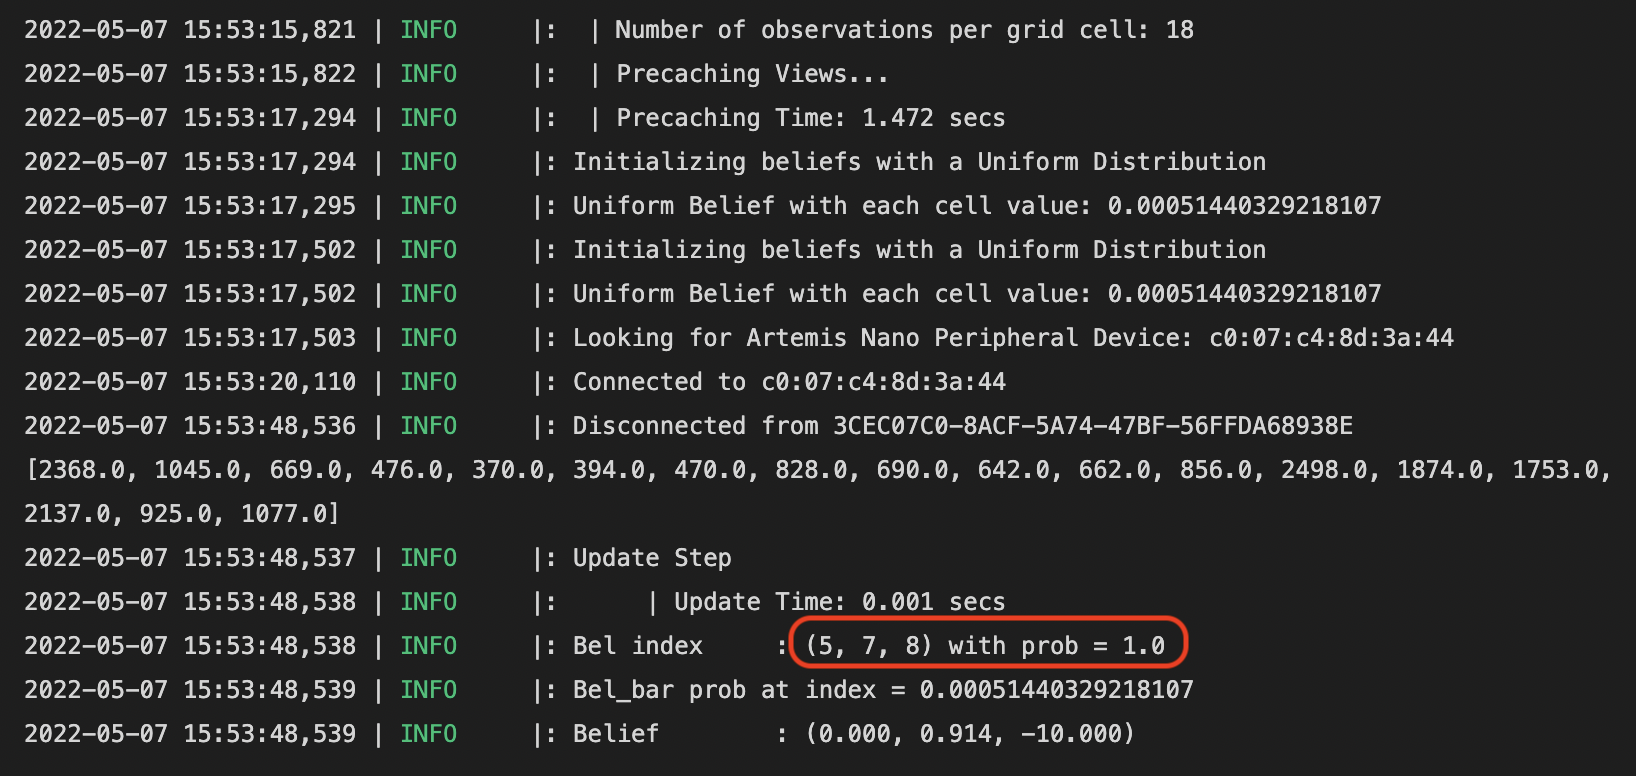 2022-05-07 15:53:15,821 | INFO     |:  | Number of observations per grid cell: 18
2022-05-07 15:53:15,822 | INFO     |:  | Precaching Views...
2022-05-07 15:53:17,294 | INFO     |:  | Precaching Time: 1.472 secs
2022-05-07 15:53:17,294 | INFO     |: Initializing beliefs with a Uniform Distribution
2022-05-07 15:53:17,295 | INFO     |: Uniform Belief with each cell value: 0.00051440329218107
2022-05-07 15:53:17,502 | INFO     |: Initializing beliefs with a Uniform Distribution
2022-05-07 15:53:17,502 | INFO     |: Uniform Belief with each cell value: 0.00051440329218107
2022-05-07 15:53:17,503 | INFO     |: Looking for Artemis Nano Peripheral Device: c0:07:c4:8d:3a:44
2022-05-07 15:53:20,110 | INFO     |: Connected to c0:07:c4:8d:3a:44
2022-05-07 15:53:48,536 | INFO     |: Disconnected from 3CEC07C0-8ACF-5A74-47BF-56FFDA68938E
[2368.0, 1045.0, 669.0, 476.0, 370.0, 394.0, 470.0, 828.0, 690.0, 642.0, 662.0, 856.0, 2498.0, 1874.0, 1753.0,
2137.0, 925.0, 1077.0]
2022-05-07 15:53:48,537 | INFO     |: Update Step
2022-05-07 15:53:48,538 | INFO     |:      | Update Time: 0.001 secs
2022-05-07 15:53:48,538 | INFO     |: Bel index     : (5, 7, 8) with prob = 1.0
2022-05-07 15:53:48,539 | INFO     |: Bel_bar prob at index = 0.00051440329218107
2022-05-07 15:53:48,539 | INFO     |: Belief        : (0.000, 0.914, -10.000)